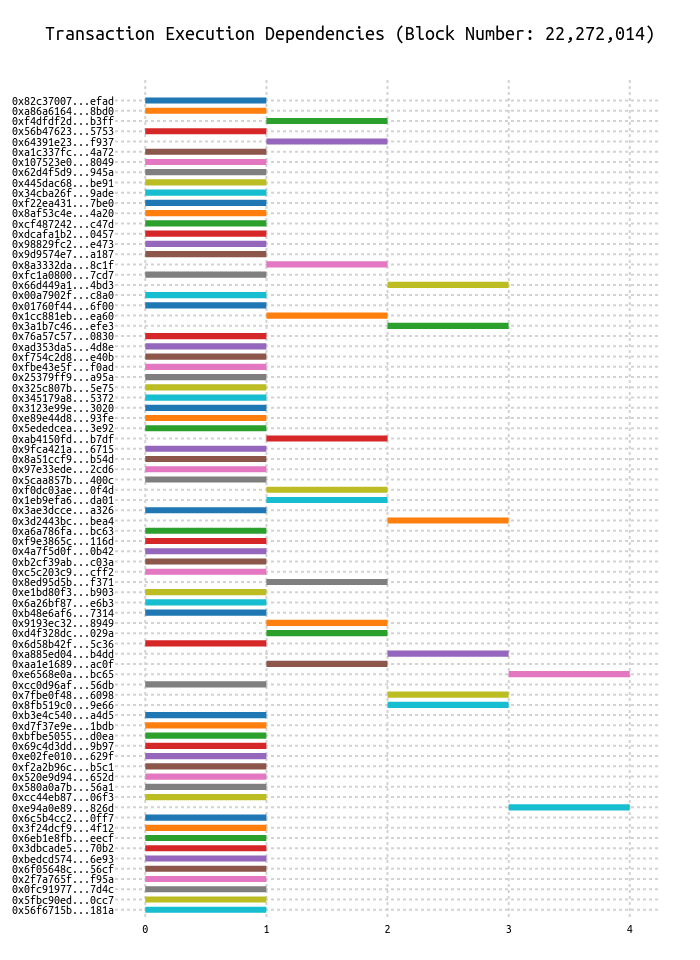 Transaction Execution Dependencies (Block Number: 22,272,014)
0x82c37007...efad
0xa86a6164...8bd0
0xf4dfdf2d...b3ff
0x56b47623...5753
0x64391e23...f937
0xa1c337fc...4a72
0x107523e0...8049
0x62d4f5d9...945a
0x445dac68...be91
0x34cba26f...9ade
0xf22ea431...7be0
0x8af53c4e...4a20
0xcf487242...c47d
0xdcafa1b2...0457
0x98829fc2...e473
0x9d9574e7...a187
0x8a3332da...8c1f
0xfc1a0800...7cd7
0x66d449a1...4bd3
0x00a7902f...c8a0
0x01760f44...6f00
0x1cc881eb...ea60
0x3a1b7c46...efe3
0x76a57c57...0830
0xad353da5...4d8e
0xf754c2d8...e40b
0xfbe43e5f...f0ad
0x25379ff9...a95a
0x325c807b...5e75
0x345179a8...5372
0x3123e99e...3020
0xe89e44d8...93fe
0x5ededcea...3e92
0xab4150fd...b7df
0x9fca421a...6715
0x8a51ccf9...b54d
0x97e33ede...2cd6
0x5caa857b...400c
0xf0dc03ae...0f4d
0x1eb9efa6...da01
0x3ae3dcce...a326
0x3d2443bc...bea4
0xa6a786fa...bc63
0xf9e3865c...116d
0x4a7f5d0f...0b42
0xb2cf39ab...c03a
0xc5c203c9...cff2
0x8ed95d5b...f371
0xe1bd80f3...b903
0x6a26bf87...e6b3
0xb48e6af6...7314
0x9193ec32...8949
0xd4f328dc...029a
0x6d58b42f...5c36
0xa885ed04...b4dd
0xaa1e1689...ac0f
0xe6568e0a...bc65
0xcc0d96af...56db
0x7fbe0f48...6098
0x8fb519c0...9e66
0xb3e4c540...a4d5
0xd7f37e9e...1bdb
0xbfbe5055...d0ea
0x69c4d3dd...9b97
0xe02fe010...629f
0xf2a2b96c...b5c1
0x520e9d94...652d
0x580a0a7b...56a1
0xcc44eb87...06f3
0xe94a0e89...826d
0x6c5b4cc2...0ff7
0x3f24dcf9...4f12
0x6eb1e8fb...eecf
0x3dbcade5...70b2
0xbedcd574...6e93
0x6f05648c...56cf
0x2f7a765f...f95a
0x0fc91977...7d4c
0x5fbc90ed...0cc7
0x56f6715b...181a
0 1 2 3 4